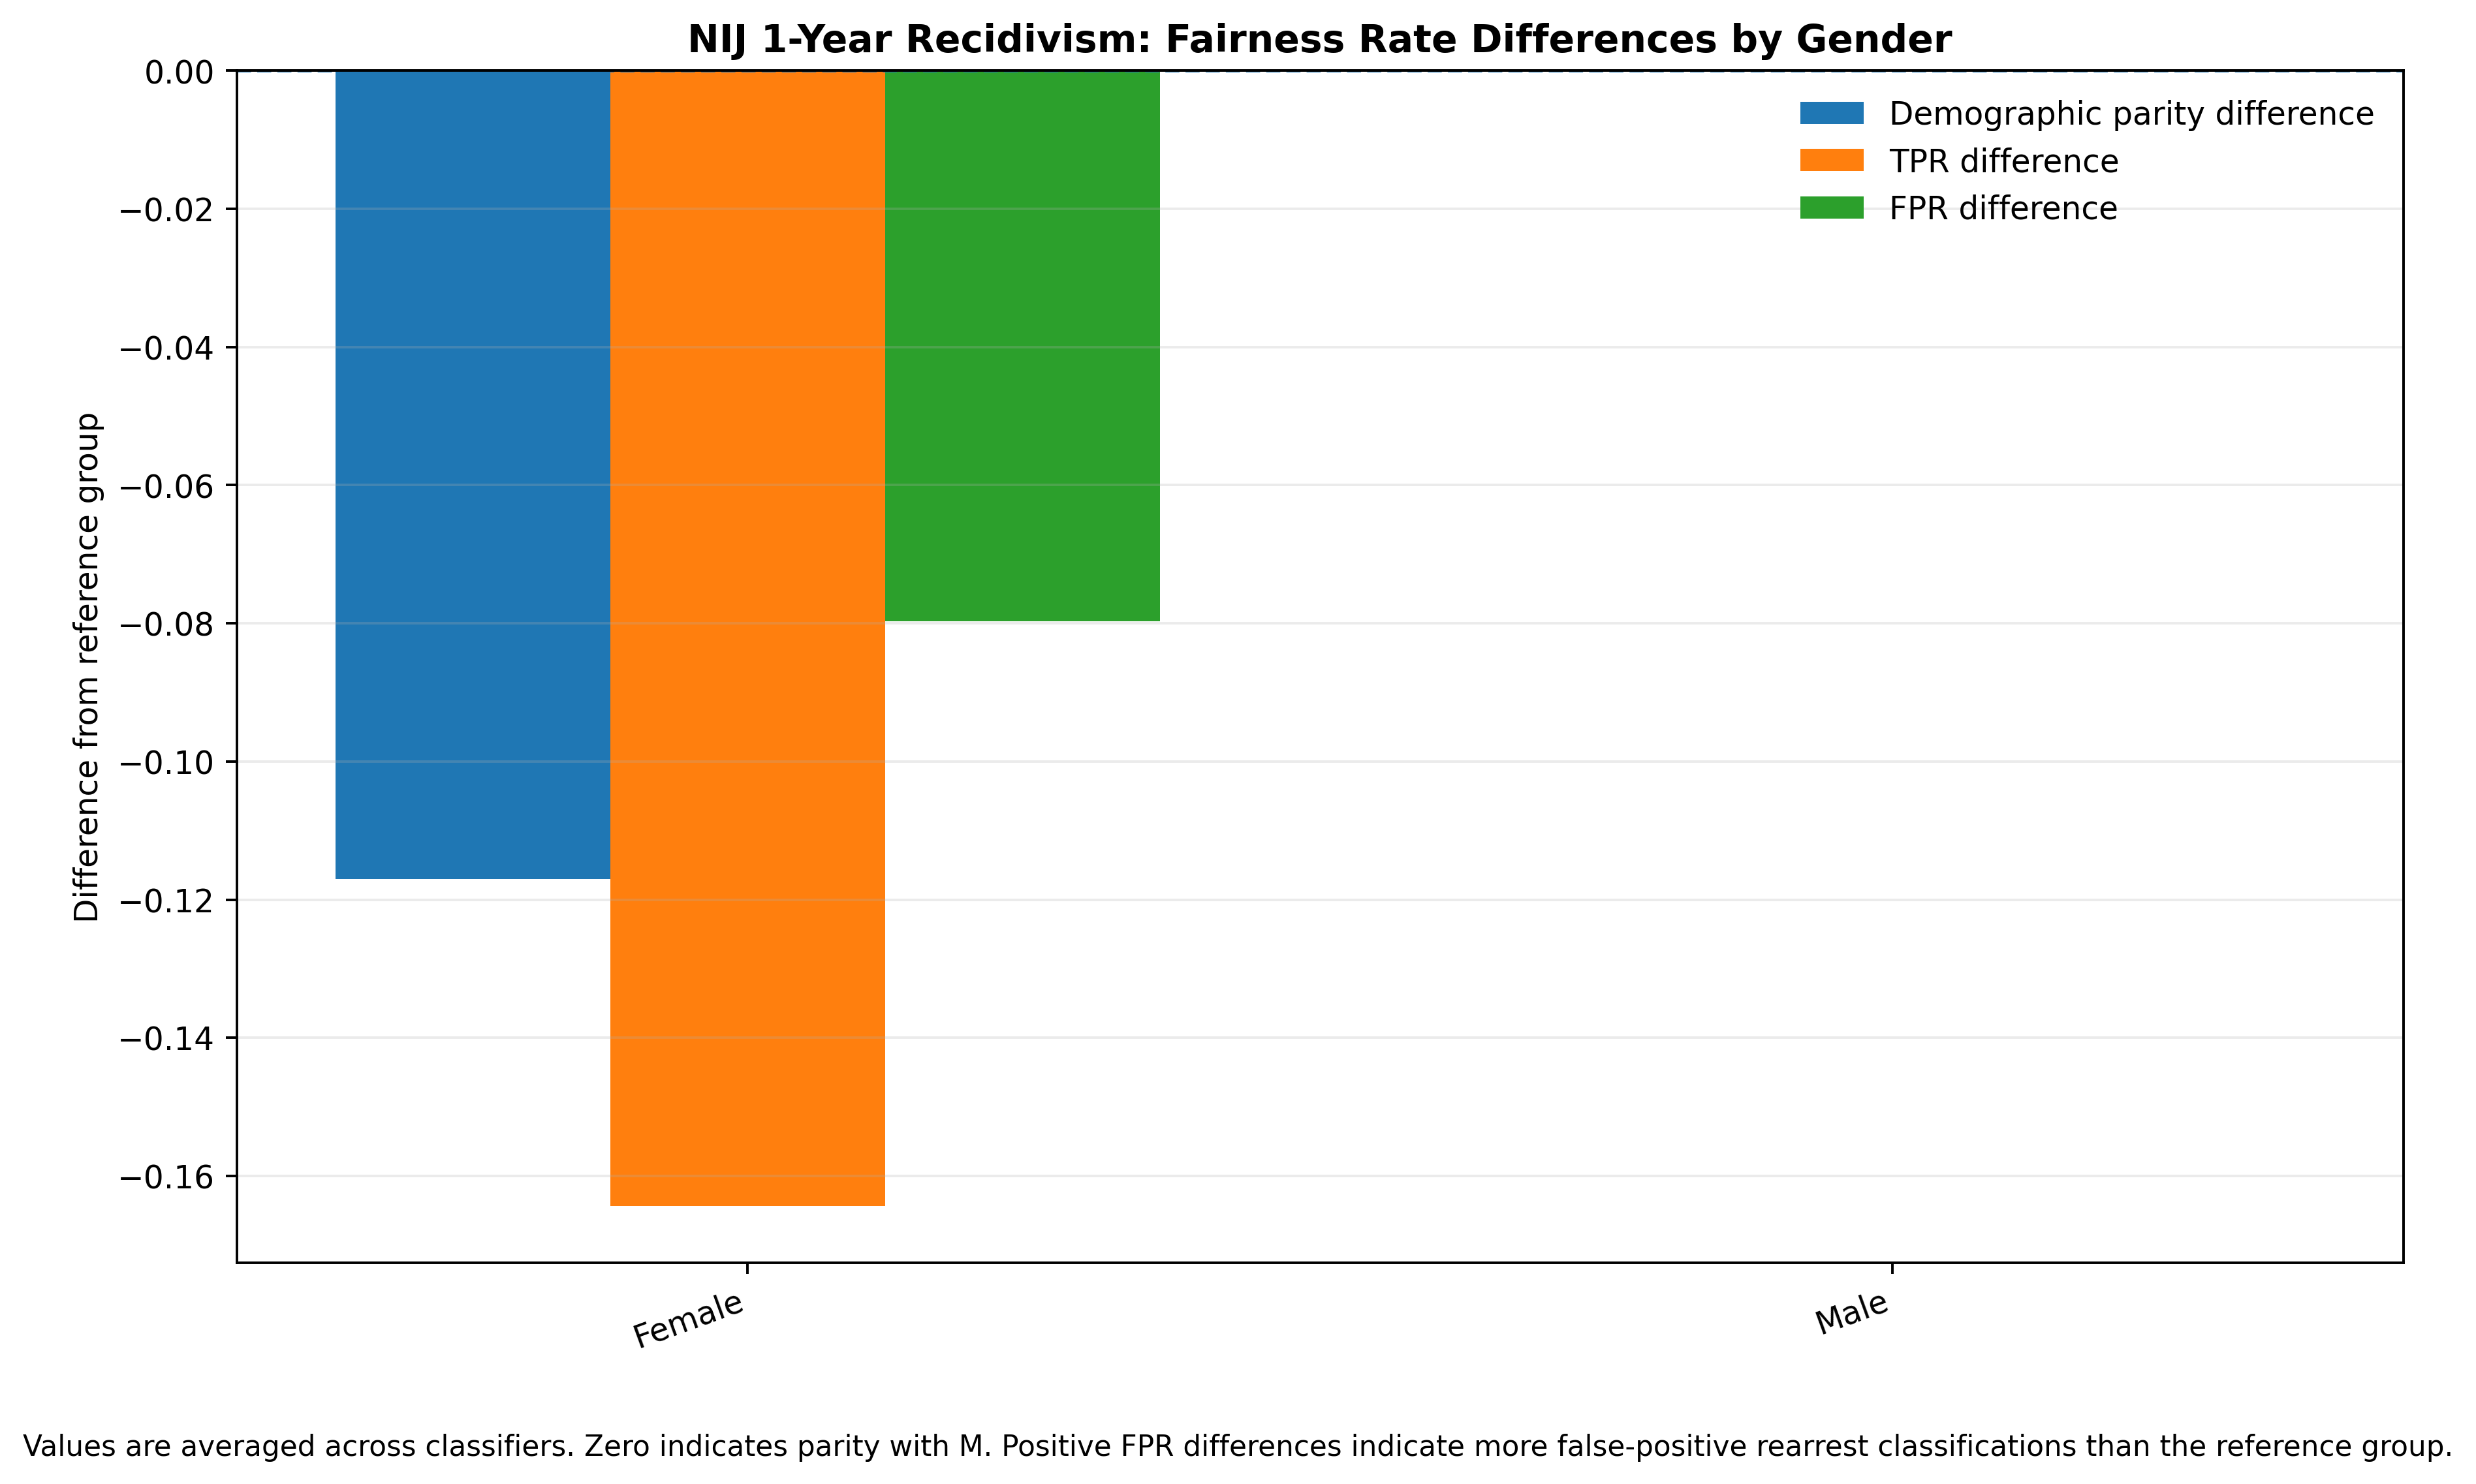 NIJ 1-Year Recidivism: Fairness Rate Differences by Gender
0.00
−0.02
−0.04
−0.06
−0.08
−0.10
−0.12
−0.14
−0.16
Difference from reference group
Demographic parity difference
TPR difference
FPR difference
Female
Male
Values are averaged across classifiers. Zero indicates parity with M. Positive FPR differences indicate more false-positive rearrest classifications than the reference group.